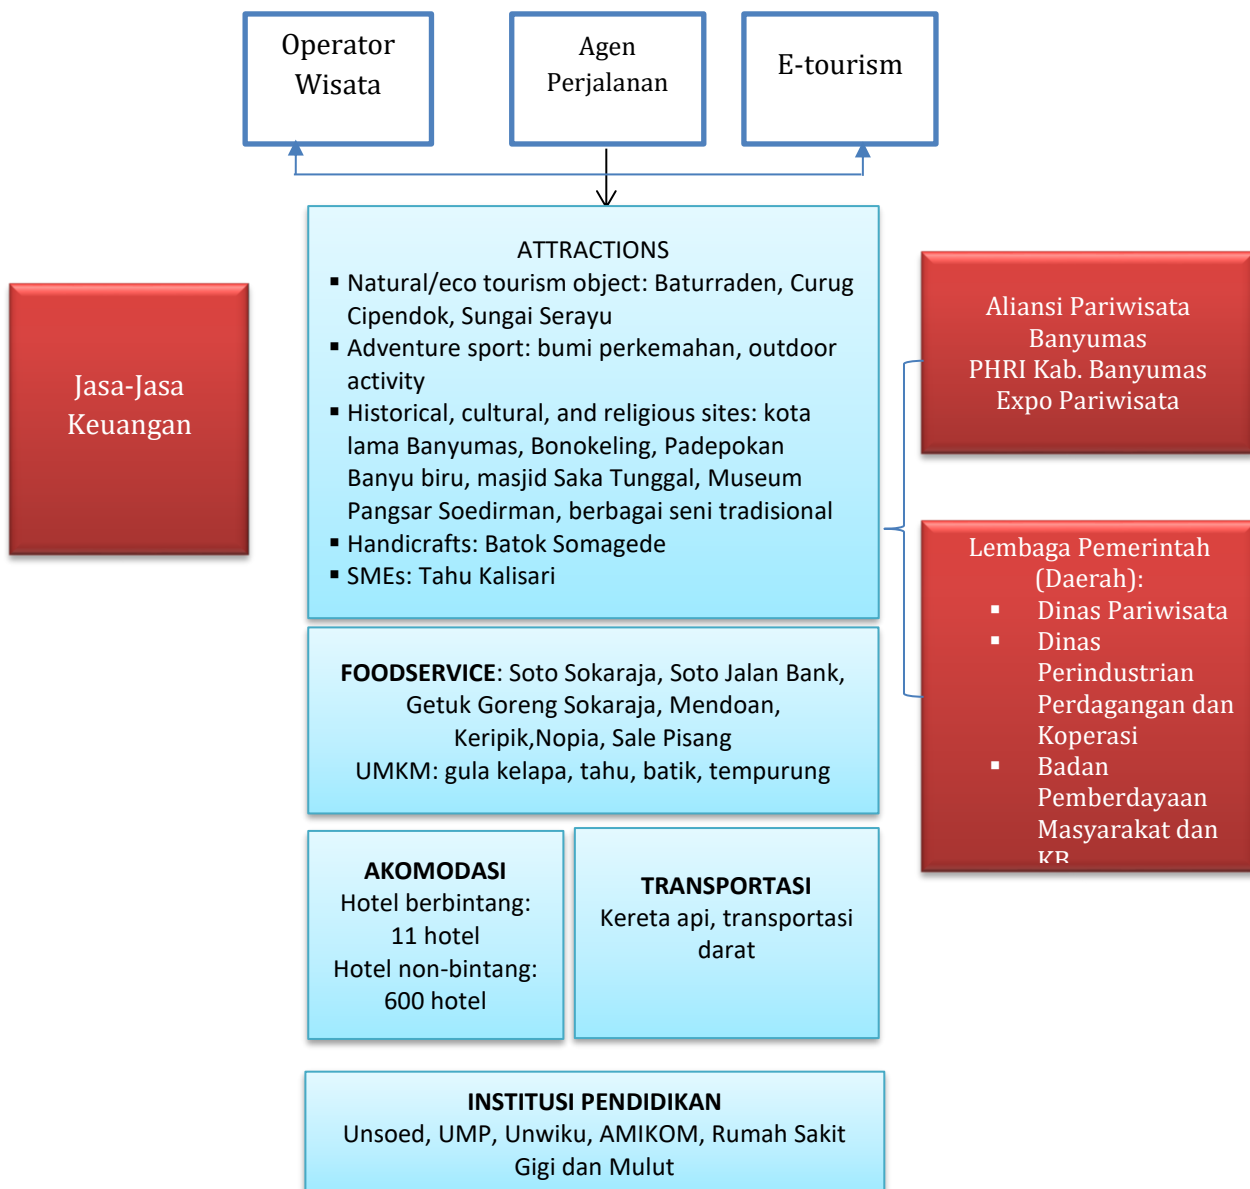 Operator
Wisata
Agen
Perjalanan
E-tourism
Jasa-Jasa
Keuangan
ATTRACTIONS
▪ Natural/eco tourism object: Baturraden, Curug
Cipendok, Sungai Serayu
▪ Adventure sport: bumi perkemahan, outdoor
activity
▪ Historical, cultural, and religious sites: kota
lama Banyumas, Bonokeling, Padepokan
Banyu biru, masjid Saka Tunggal, Museum
Pangsar Soedirman, berbagai seni tradisional
▪ Handicrafts: Batok Somagede
▪ SMEs: Tahu Kalisari
Aliansi Pariwisata
Banyumas
PHRI Kab. Banyumas
Expo Pariwisata
Lembaga Pemerintah
(Daerah):
▪ Dinas Pariwisata
▪ Dinas
Perindustrian
Perdagangan dan
Koperasi
▪ Badan
Pemberdayaan
Masyarakat dan
KB
FOODSERVICE: Soto Sokaraja, Soto Jalan Bank,
Getuk Goreng Sokaraja, Mendoan,
Keripik,Nopia, Sale Pisang
UMKM: gula kelapa, tahu, batik, tempurung
AKOMODASI
Hotel berbintang:
11 hotel
Hotel non-bintang:
600 hotel
TRANSPORTASI
Kereta api, transportasi
darat
INSTITUSI PENDIDIKAN
Unsoed, UMP, Unwiku, AMIKOM, Rumah Sakit
Gigi dan Mulut